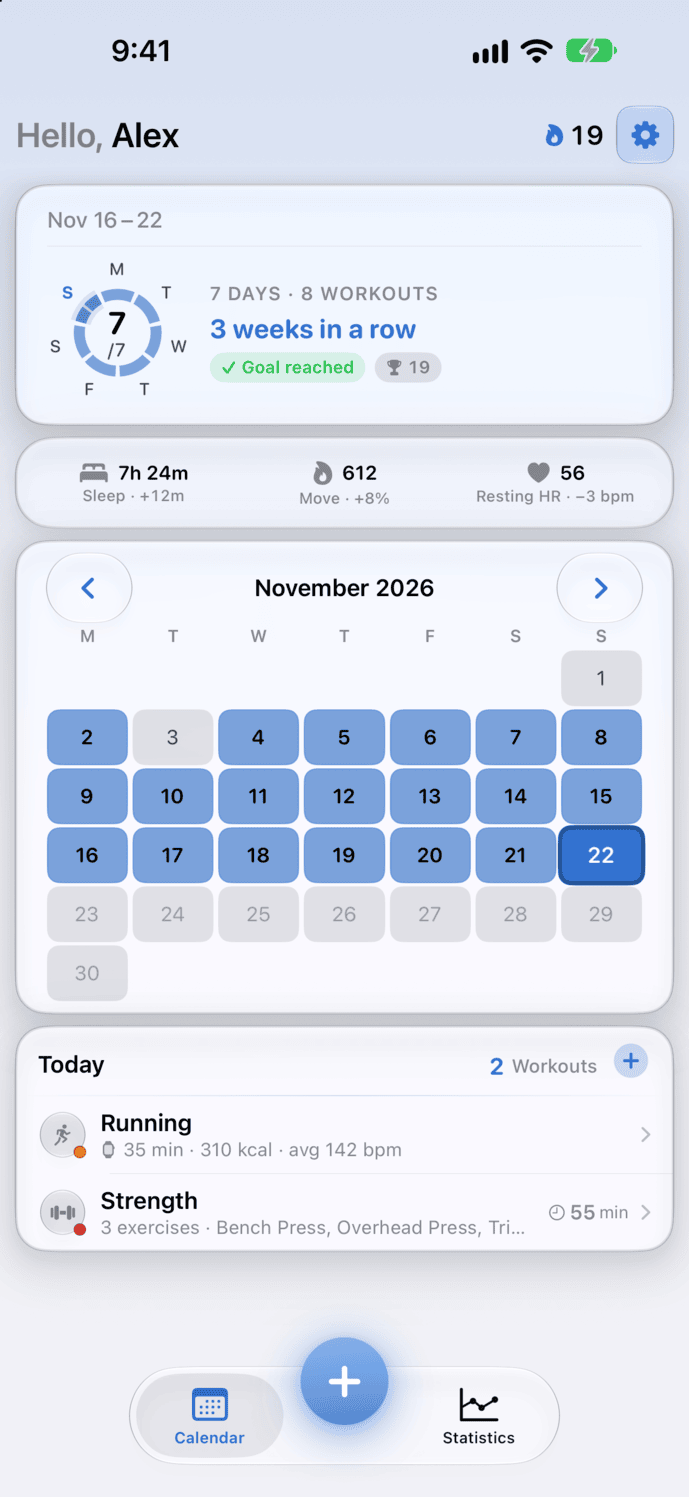 9:41
Hello, Alex
19
Nov 16 – 22
M
T
W
T
F
S
S
7
/7
7 DAYS · 8 WORKOUTS
3 weeks in a row
✓ Goal reached
19
7h 24m
Sleep · +12m
612
Move · +8%
56
Resting HR · −3 bpm
November 2026
M T W T F S S
1
2 3 4 5 6 7 8
9 10 11 12 13 14 15
16 17 18 19 20 21 22
23 24 25 26 27 28 29
30
Today
2 Workouts
Running
35 min · 310 kcal · avg 142 bpm
Strength
3 exercises · Bench Press, Overhead Press, Tri...
55 min
Calendar
Statistics